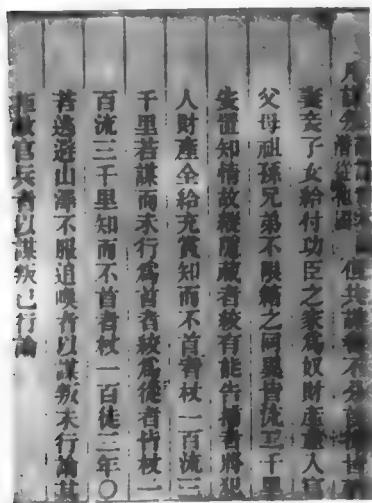 但共謀者不分首從皆斬
妻妾子女給付功臣之家為奴財產並入官
父母祖孫兄弟不限籍之同異皆流二千里
安置知情故縱隱藏者絞有能告捕者將犯
人財產全給充賞知而不首者杖一百流三
千里若謀而未行為首者絞為從者皆杖一
百流三千里知而不首者杖一百徒三年○
若逃避山澤不服追喚者以謀叛未行論其
拒敵官兵者以謀叛已行論